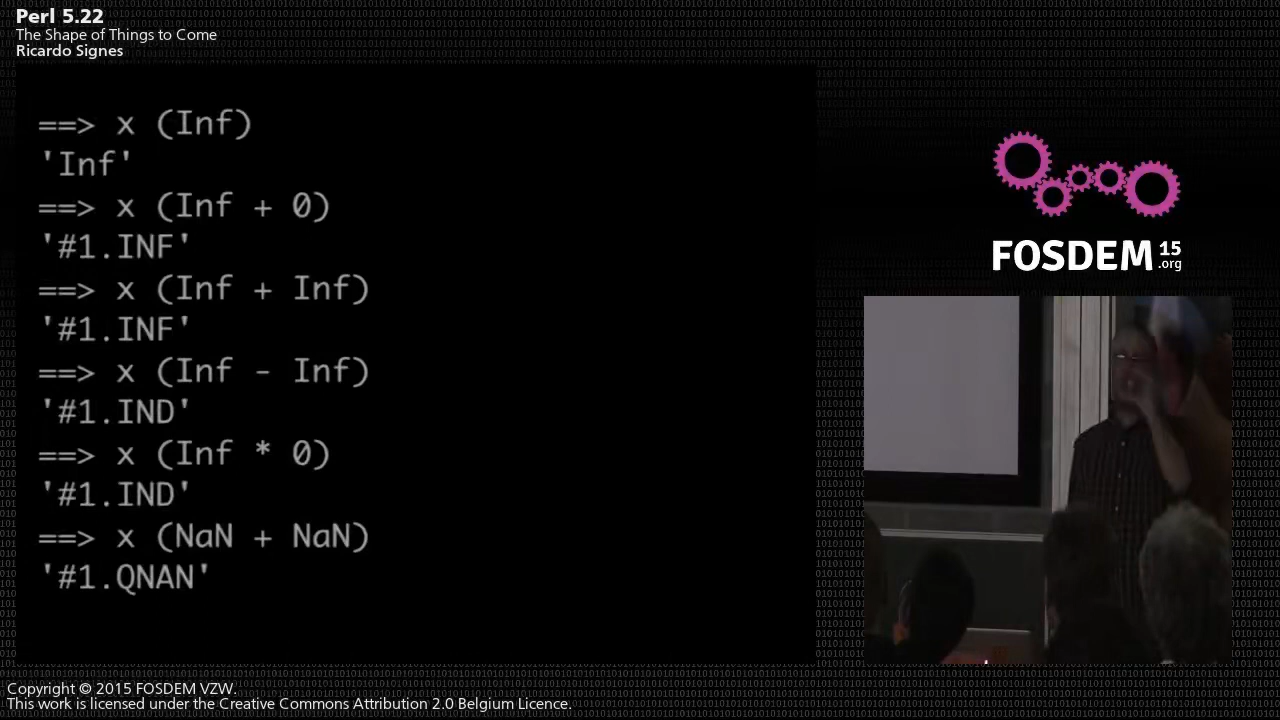 Perl 5.22
The Shape of Things to Come
Ricardo Signes
==> x (Inf)
'Inf'
==> x (Inf + 0)
'#1.INF'
==> x (Inf + Inf)
'#1.INF'
==> x (Inf - Inf)
'#1.IND'
==> x (Inf * 0)
'#1.IND'
==> x (NaN + NaN)
'#1.QNAN'
FOSDEM 15
.org
Copyright © 2015 FOSDEM VZW.
This work is licensed under the Creative Commons Attribution 2.0 Belgium Licence.